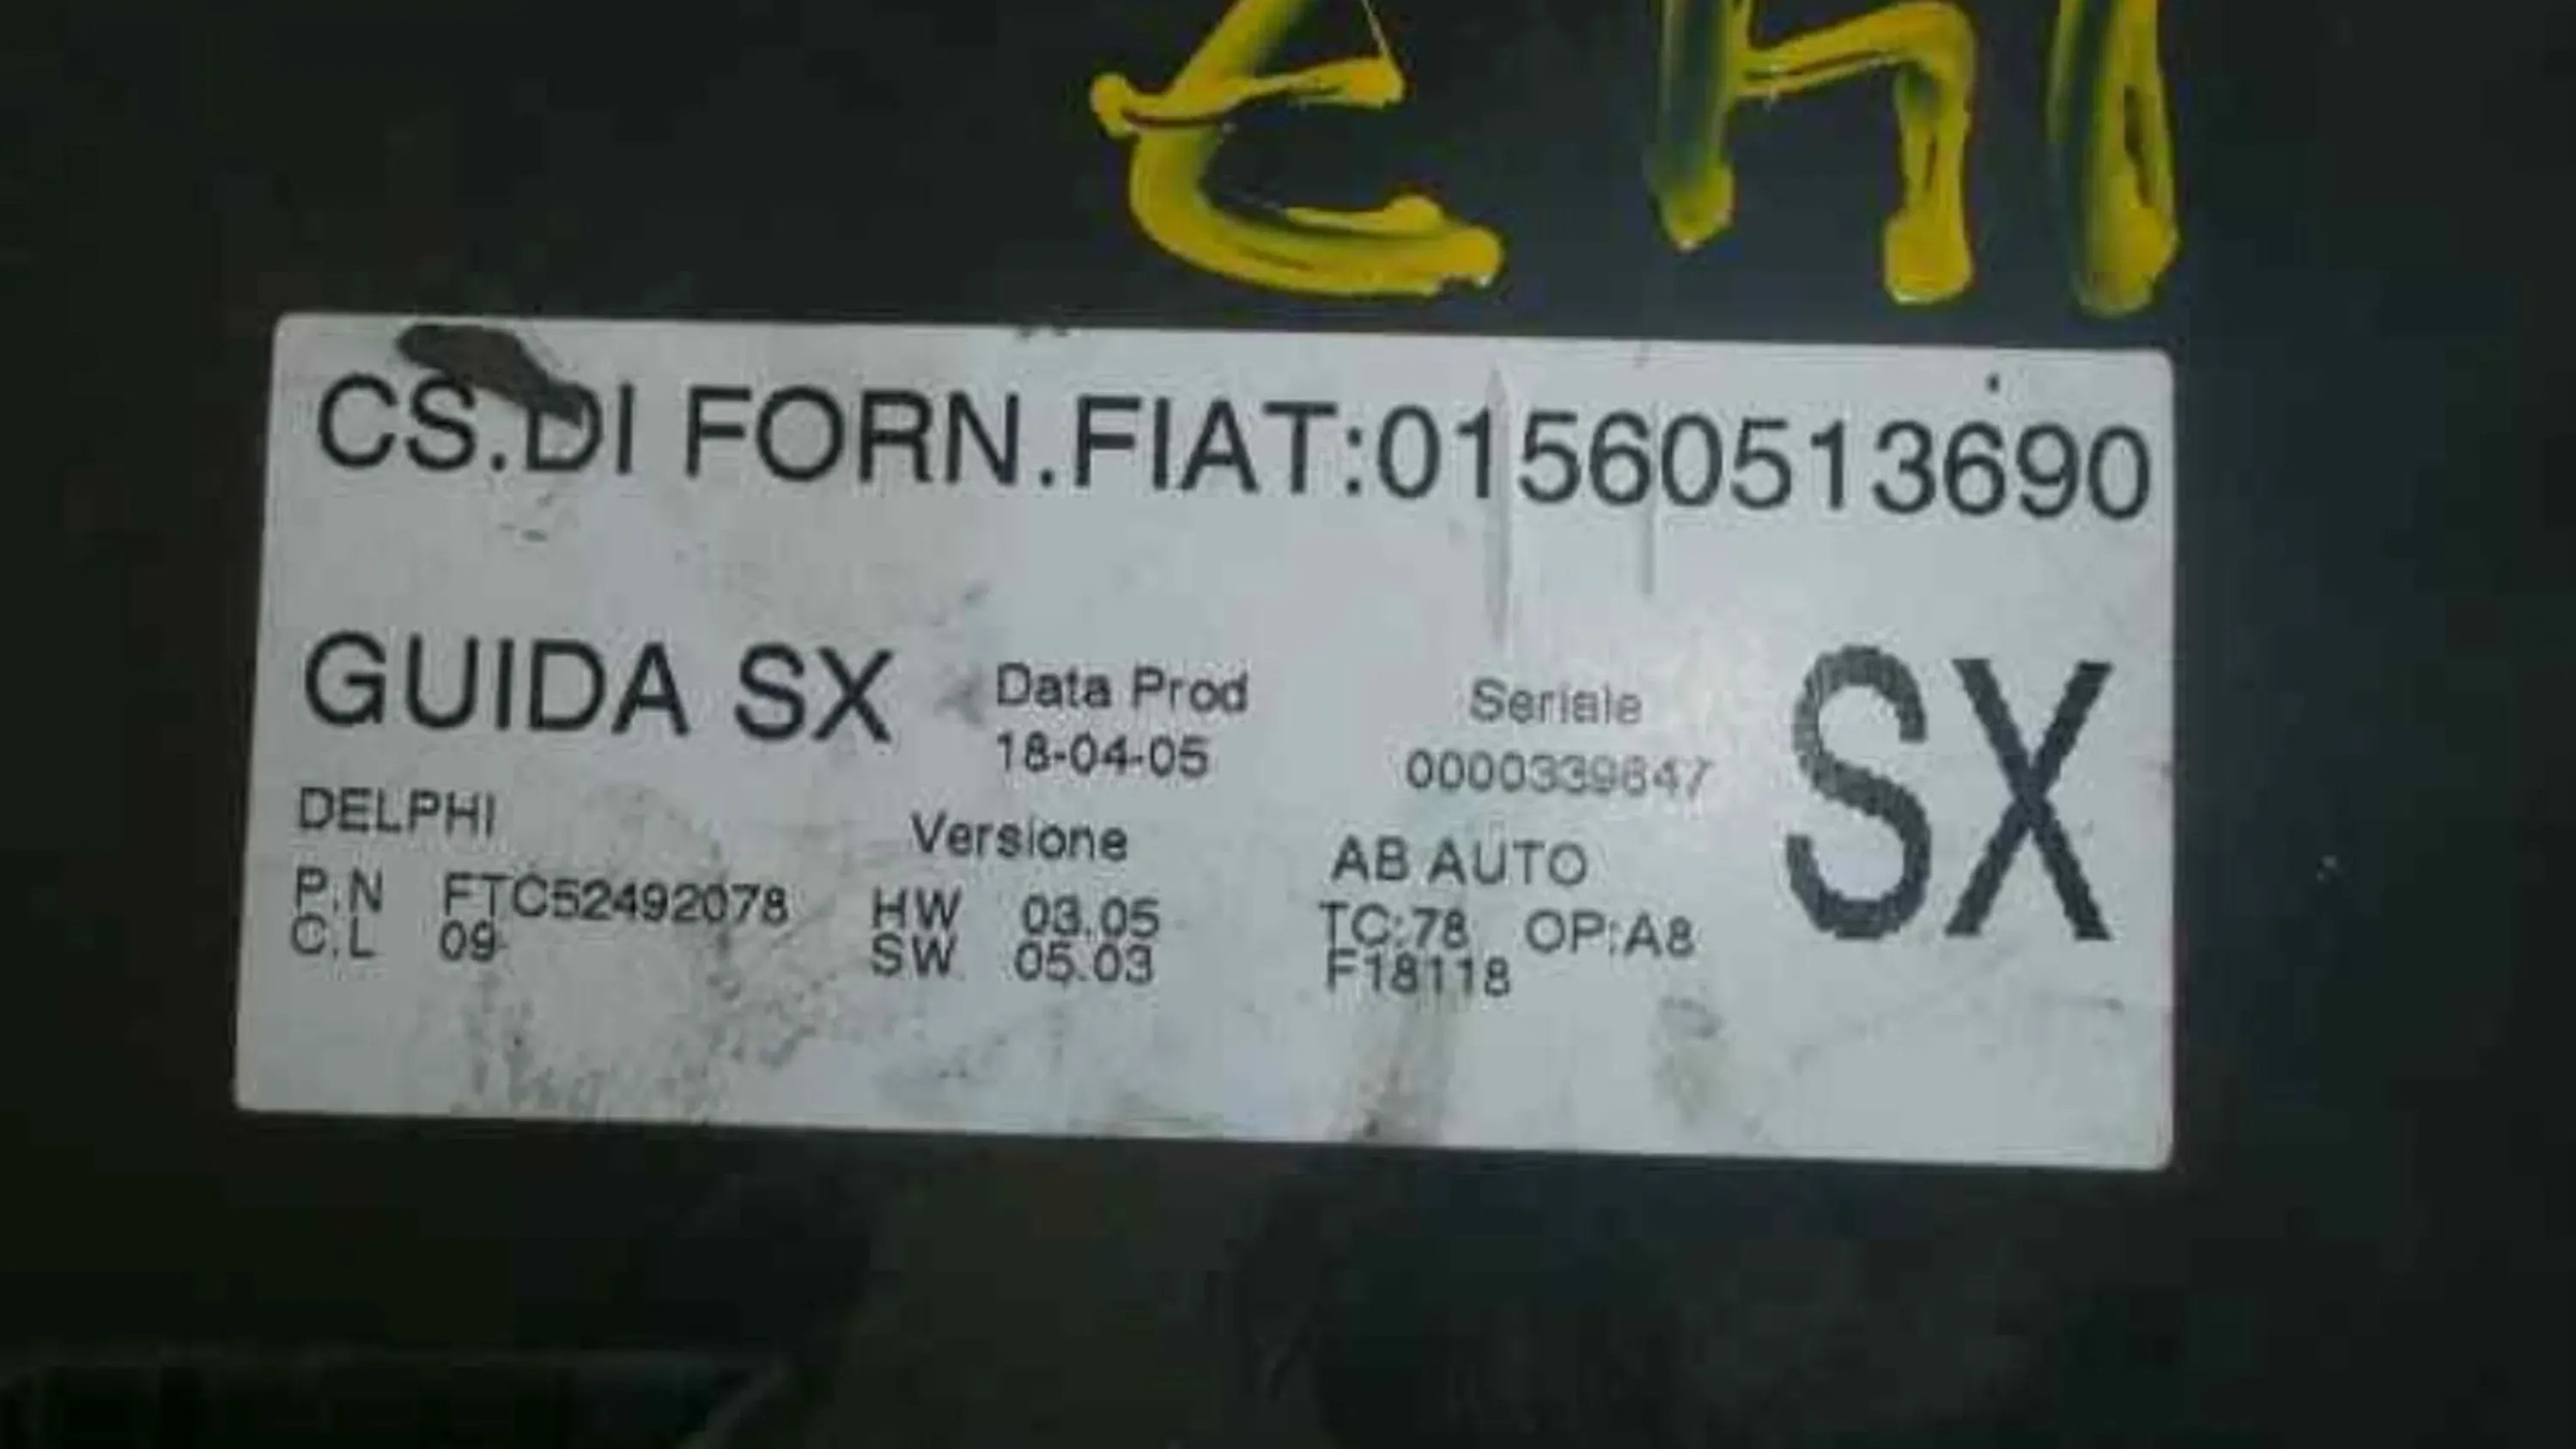 CS.DI FORN.FIAT:01560513690
GUIDA SX
Data Prod
18-04-05
Seriale
0000339647
SX
DELPHI
P.N FTC52492078
C.L 09
Versione
HW 03.05
SW 05.03
AB AUTO
TC:78 OP:A8
F18118